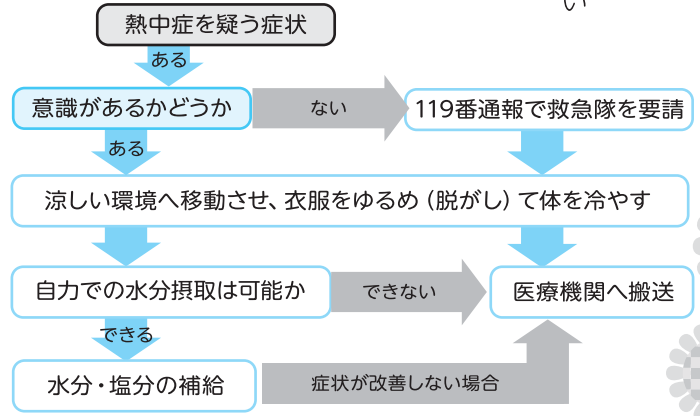 い
熱中症を疑う症状
ある
意識があるかどうか
ない
119番通報で救急隊を要請
ある
涼しい環境へ移動させ、衣服をゆるめ（脱がし）て体を冷やす
自力での水分摂取は可能か
できない
医療機関へ搬送
できる
水分・塩分の補給
症状が改善しない場合